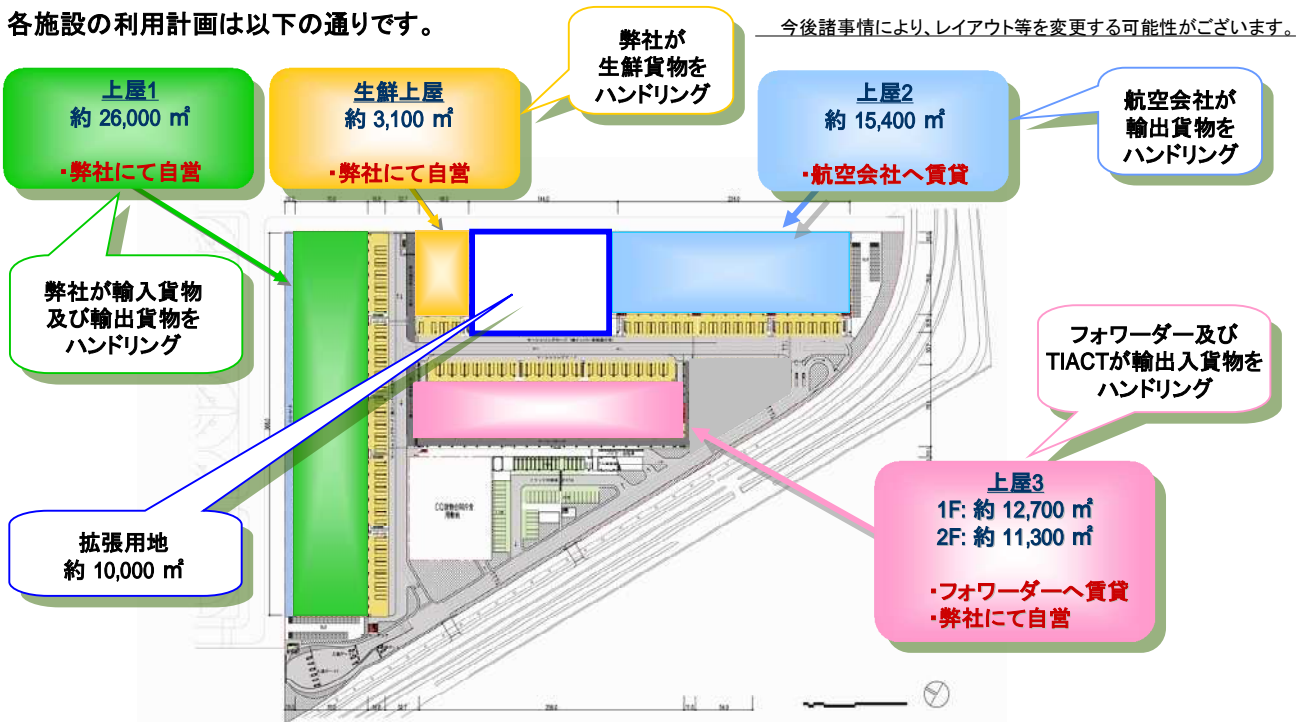 各施設の利用計画は以下の通りです。
今後諸事情により、レイアウト等を変更する可能性がございます。
弊社が
生鮮貨物を
ハンドリング
上屋1
約 26,000 ㎡
・弊社にて自営
生鮮上屋
約 3,100 ㎡
・弊社にて自営
上屋2
約 15,400 ㎡
・航空会社へ賃貸
航空会社が
輸出貨物を
ハンドリング
弊社が輸入貨物
及び輸出貨物を
ハンドリング
フォワーダー及び
TIACTが輸出入貨物を
ハンドリング
上屋3
1F: 約 12,700 ㎡
2F: 約 11,300 ㎡
・フォワーダーへ賃貸
・弊社にて自営
拡張用地
約 10,000 ㎡